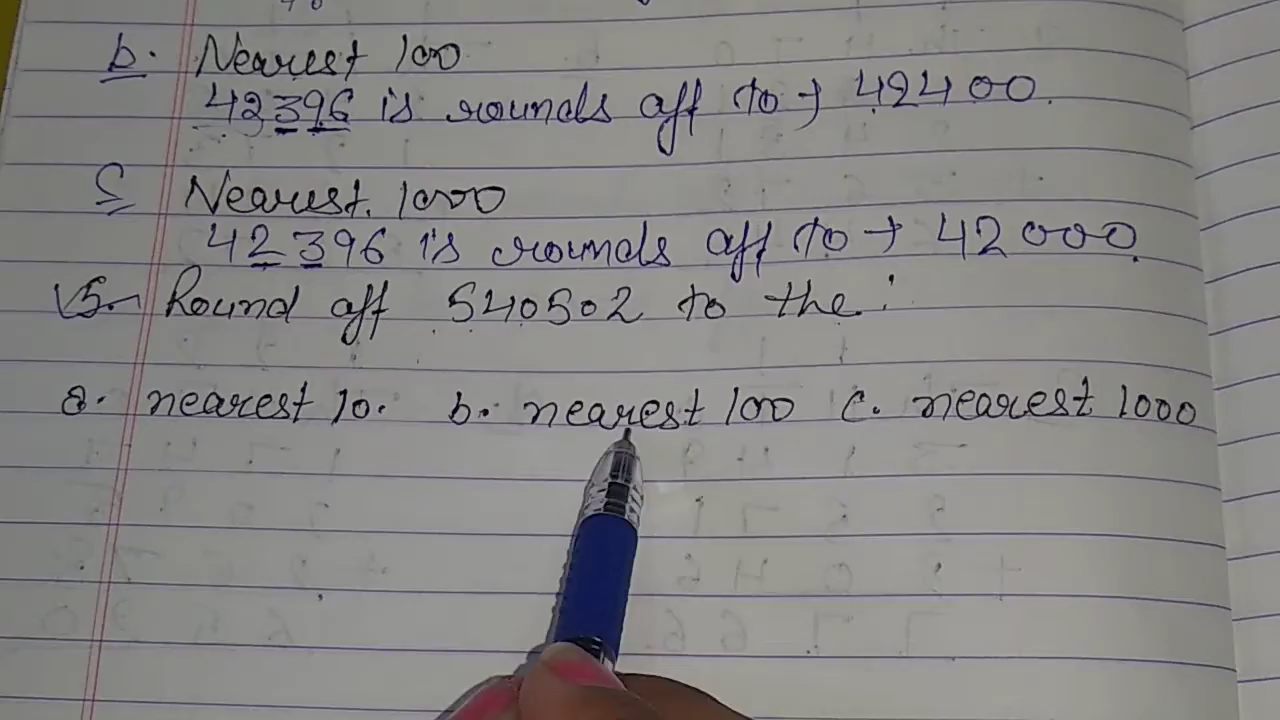 b. Nearest 100
42396 is rounds off to → 42400.
C Nearest. 1000
42396 is rounds off to → 42000.
5. Round off 540502 to the :
a. nearest 10. b. nearest 100 c. nearest 1000